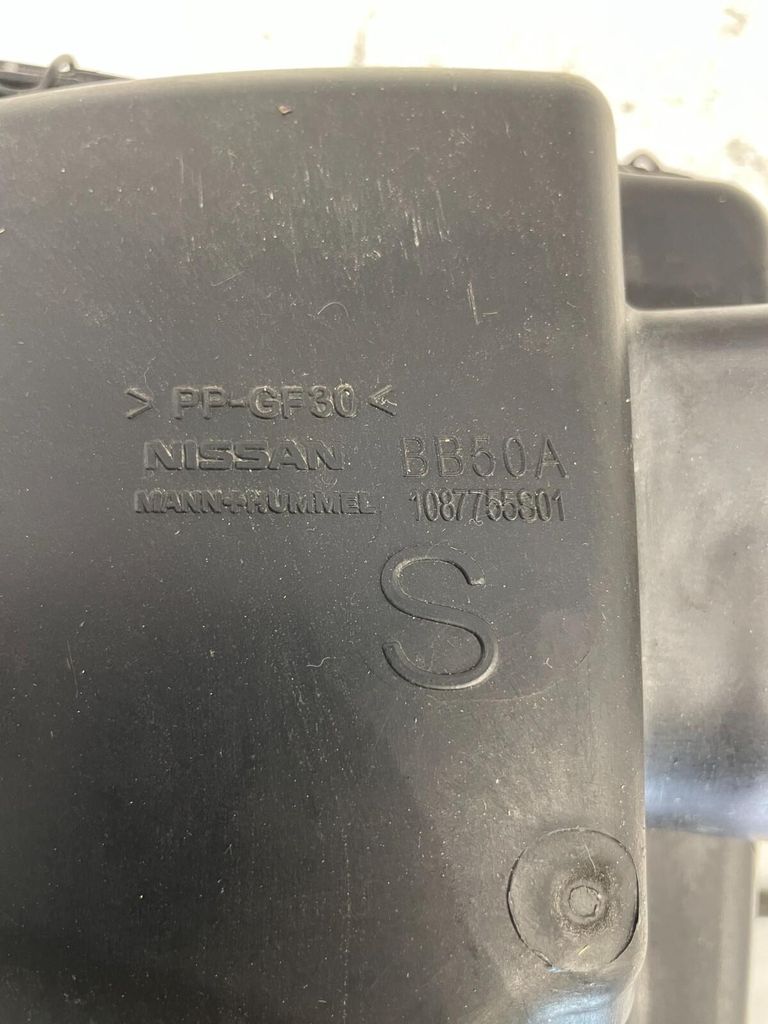 > PP-GF30 <
NISSAN BB50A
MANN+HUMMEL 1087755S01
S